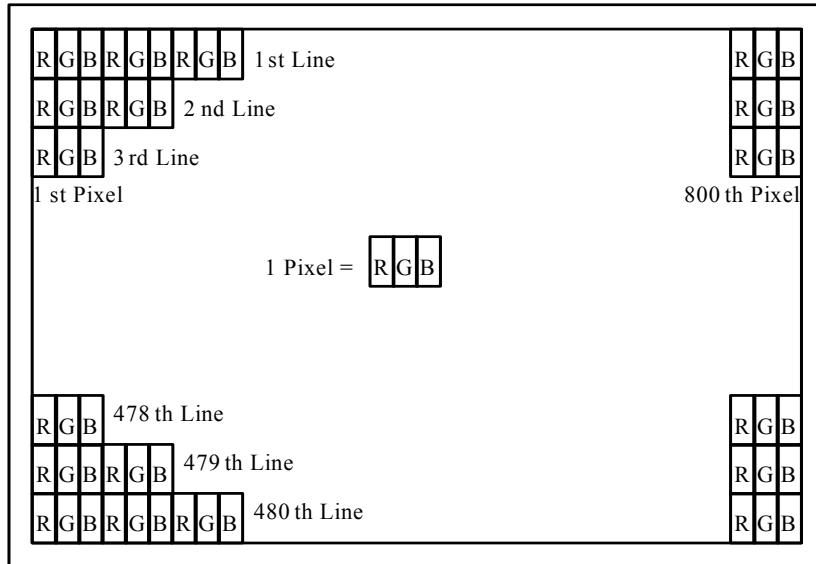 R G B R G B R G B 1 st Line R G B
R G B R G B 2 nd Line R G B
R G B 3 rd Line R G B
1 st Pixel 800 th Pixel
1 Pixel = R G B
R G B 478 th Line R G B
R G B R G B 479 th Line R G B
R G B R G B R G B 480 th Line R G B